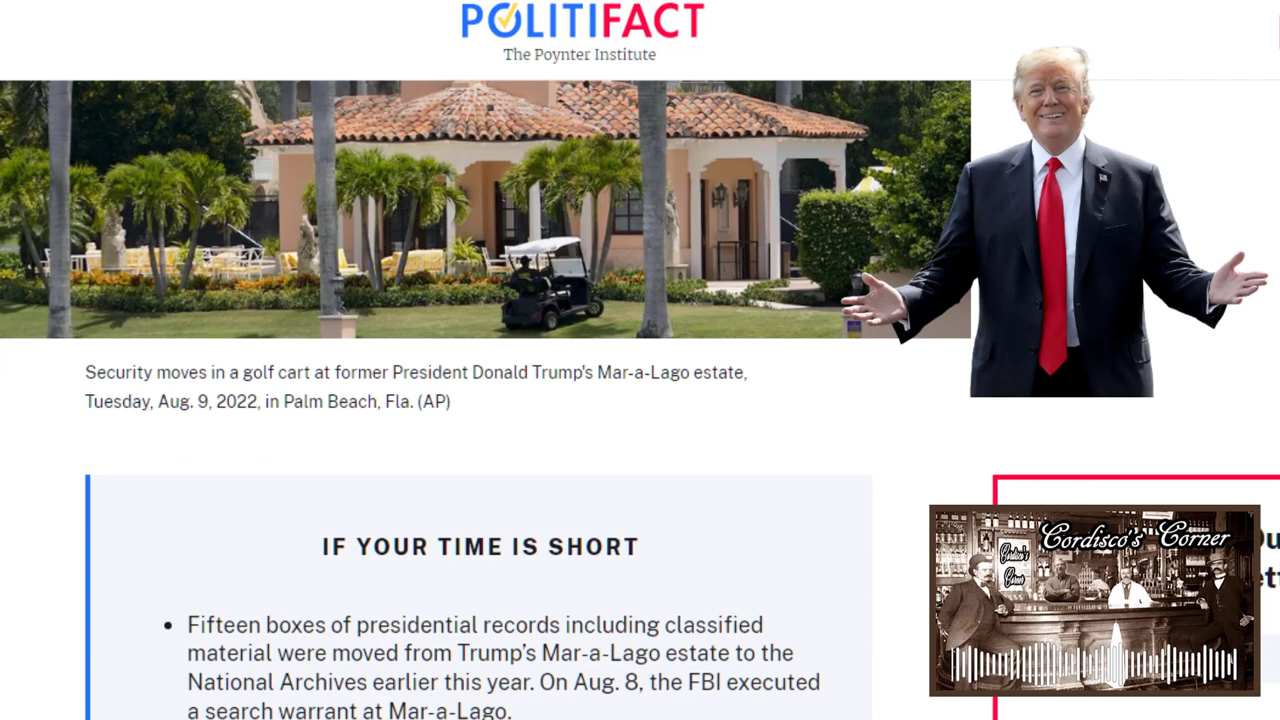 POLITIFACT
The Poynter Institute
Security moves in a golf cart at former President Donald Trump's Mar-a-Lago estate,
Tuesday, Aug. 9, 2022, in Palm Beach, Fla. (AP)
IF YOUR TIME IS SHORT
• Fifteen boxes of presidential records including classified
material were moved from Trump’s Mar-a-Lago estate to the
National Archives earlier this year. On Aug. 8, the FBI executed
a search warrant at Mar-a-Lago.
Cordisco's Corner
Cordisco's
Corner